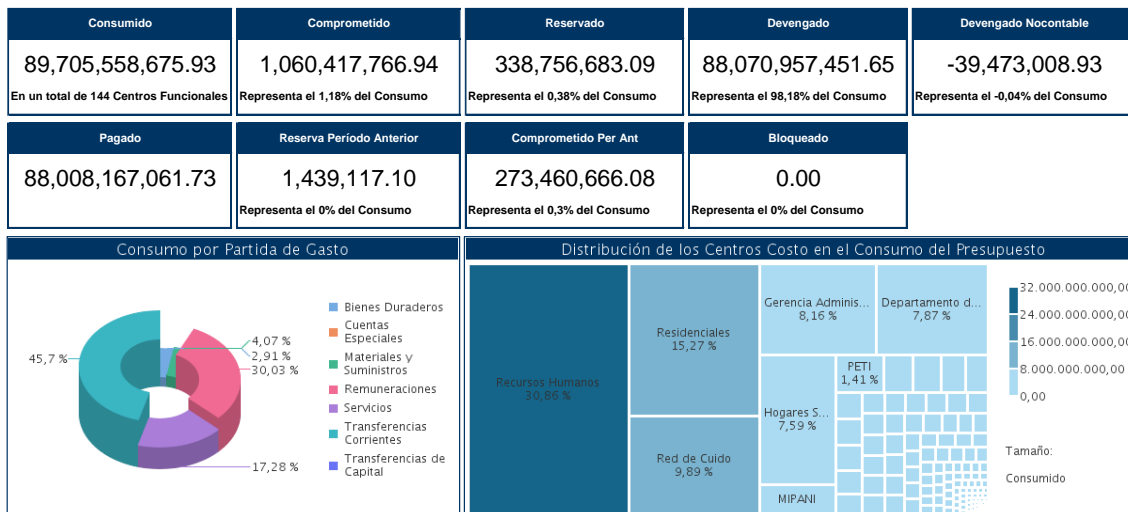 Consumido
89,705,558,675.93
En un total de 144 Centros Funcionales
Comprometido
1,060,417,766.94
Representa el 1,18% del Consumo
Reservado
338,756,683.09
Representa el 0,38% del Consumo
Devengado
88,070,957,451.65
Representa el 98,18% del Consumo
Devengado Nocontable
-39,473,008.93
Representa el -0,04% del Consumo
Pagado
88,008,167,061.73
Reserva Período Anterior
1,439,117.10
Representa el 0% del Consumo
Comprometido Per Ant
273,460,666.08
Representa el 0,3% del Consumo
Bloqueado
0.00
Representa el 0% del Consumo
Consumo por Partida de Gasto
45,7 %
4,07 %
2,91 %
30,03 %
17,28 %
Bienes Duraderos
Cuentas
Especiales
Materiales y
Suministros
Remuneraciones
Servicios
Transferencias
Corrientes
Transferencias de
Capital
Distribución de los Centros Costo en el Consumo del Presupuesto
Recursos Humanos
30,86 %
Residenciales
15,27 %
Red de Cuido
9,89 %
Gerencia Adminis...
8,16 %
Departamento d...
7,87 %
Hogares S...
7,59 %
PETI
1,41 %
MIPANI
32.000.000.000,00
24.000.000.000,00
16.000.000.000,00
8.000.000.000,00
0,00
Tamaño:
Consumido